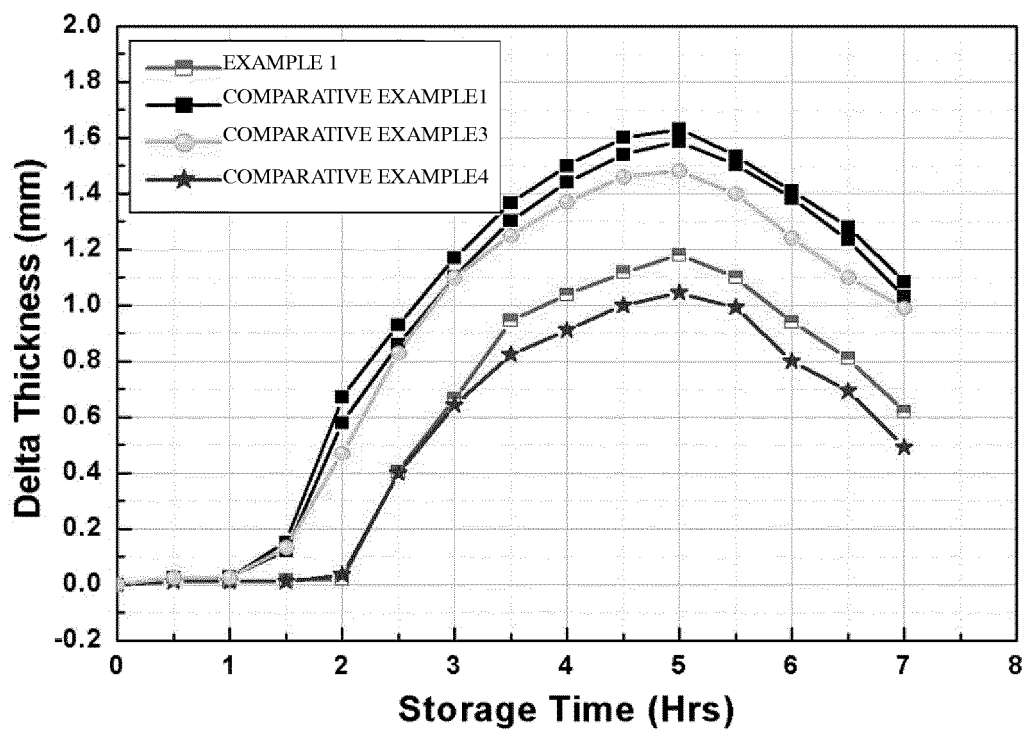 2.0
1.8
1.6
1.4
1.2
1.0
0.8
0.6
0.4
0.2
0.0
-0.2
Delta Thickness (mm)
EXAMPLE 1
COMPARATIVE EXAMPLE1
COMPARATIVE EXAMPLE3
COMPARATIVE EXAMPLE4
0 1 2 3 4 5 6 7 8
Storage Time (Hrs)